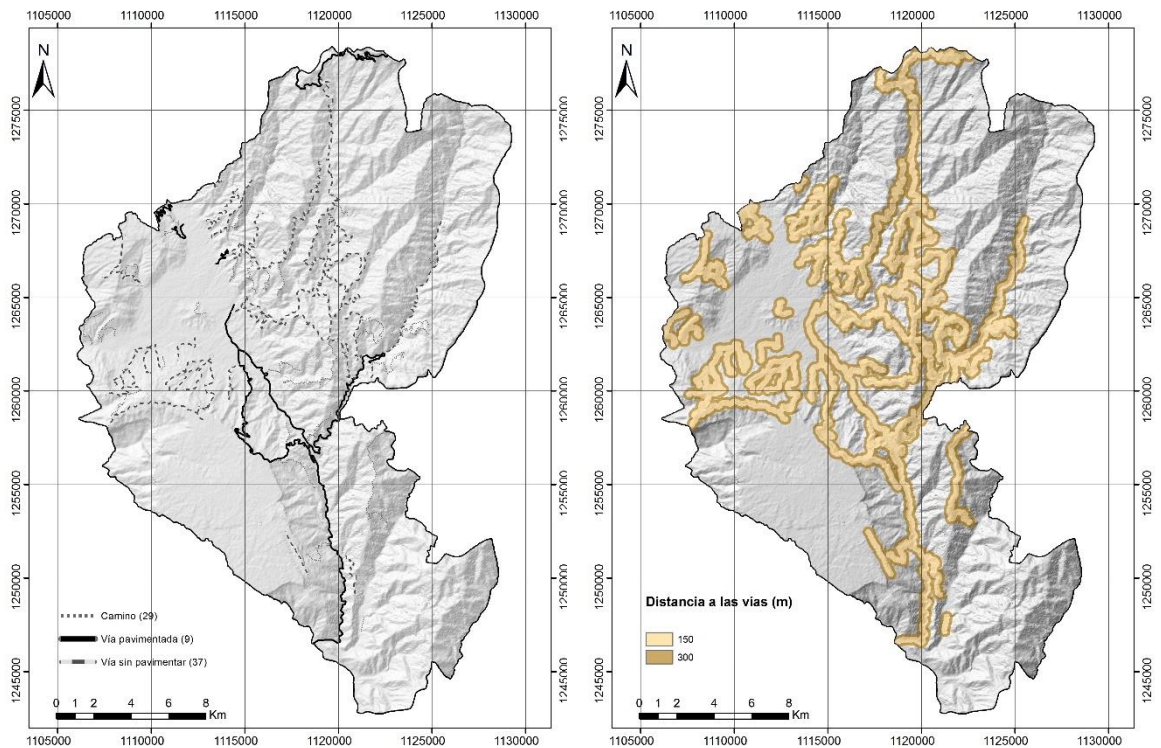 1105000 1110000 1115000 1120000 1125000 1130000
N
1275000 1275000
1270000 1270000
1265000 1265000
1260000 1260000
1255000 1255000
1250000 1250000
1245000 1245000
Camino (29)
Vía pavimentada (9)
Vía sin pavimentar (37)
0 1 2 4 6 8
Km
1105000 1110000 1115000 1120000 1125000 1130000
1105000 1110000 1115000 1120000 1125000 1130000
N
1275000 1275000
1270000 1270000
1265000 1265000
1260000 1260000
1255000 1255000
1250000 1250000
1245000 1245000
Distancia a las vías (m)
150
300
0 1 2 4 6 8
Km
1105000 1110000 1115000 1120000 1125000 1130000